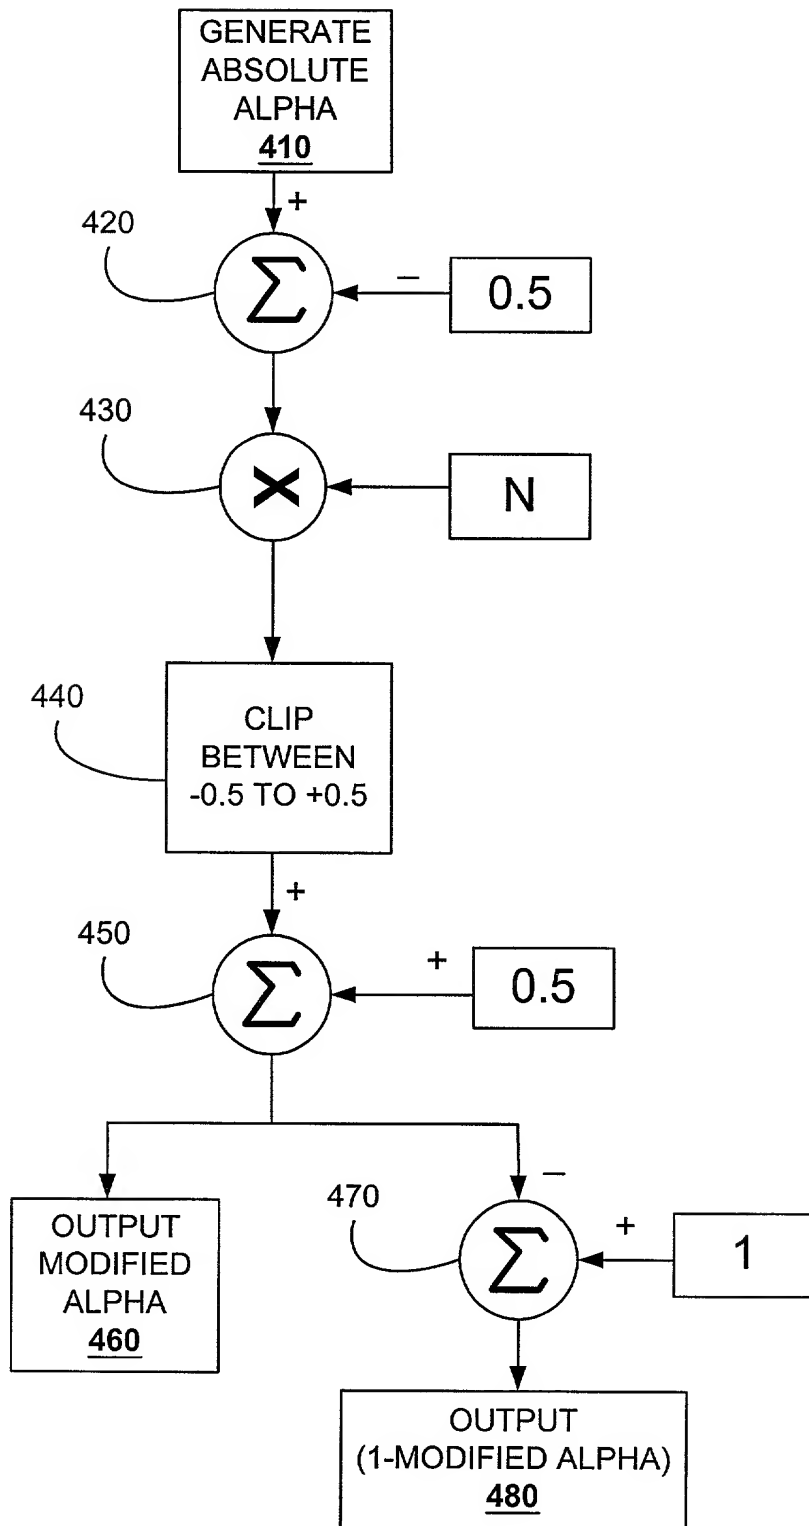 GENERATE
ABSOLUTE
ALPHA
410
+
420
Σ
–
0.5
430
X
N
440
CLIP
BETWEEN
-0.5 TO +0.5
+
450
Σ
+
0.5
–
OUTPUT
MODIFIED
ALPHA
460
470
Σ
+
1
OUTPUT
(1-MODIFIED ALPHA)
480